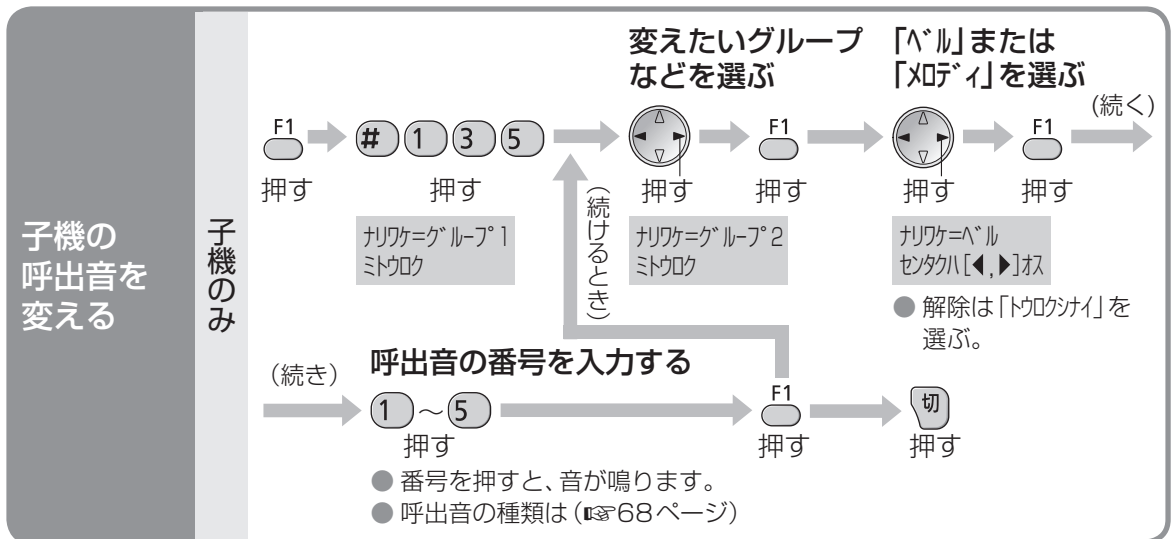 子機の
呼出音を
変える
子機のみ
F1
押す
# 1 3 5
押す
ナリワケ=グループ1
ミトウロク
変えたいグループ
などを選ぶ
押す
ナリワケ=グループ2
ミトウロク
F1
押す
「ベル」または
「メロディ」を選ぶ
押す
ナリワケ=ベル
センタクハ[◀,▶]オス
● 解除は「トウロクシナイ」を
選ぶ。
F1
押す
(続く)
(続き)
呼出音の番号を入力する
1 ～ 5
押す
● 番号を押すと、音が鳴ります。
● 呼出音の種類は(☞68ページ)
F1
押す
(続けるとき)
切
押す